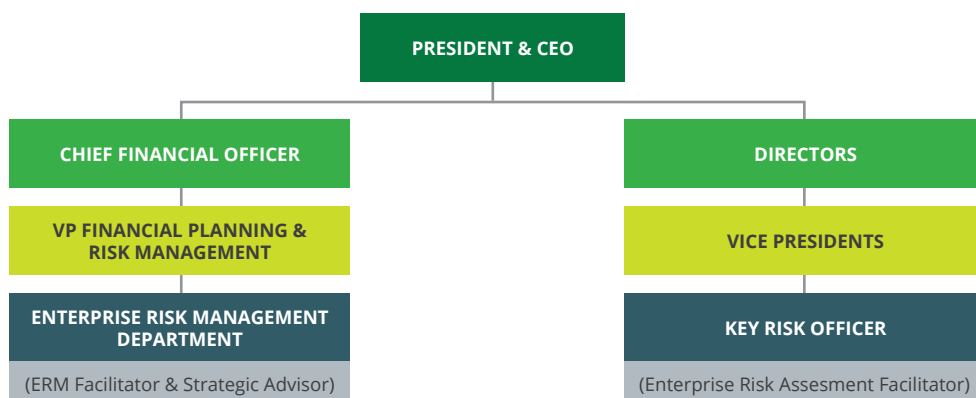 PRESIDENT & CEO
CHIEF FINANCIAL OFFICER
DIRECTORS
VP FINANCIAL PLANNING &
RISK MANAGEMENT
VICE PRESIDENTS
ENTERPRISE RISK MANAGEMENT
DEPARTMENT
KEY RISK OFFICER
(ERM Facilitator & Strategic Advisor)
(Enterprise Risk Assesment Facilitator)